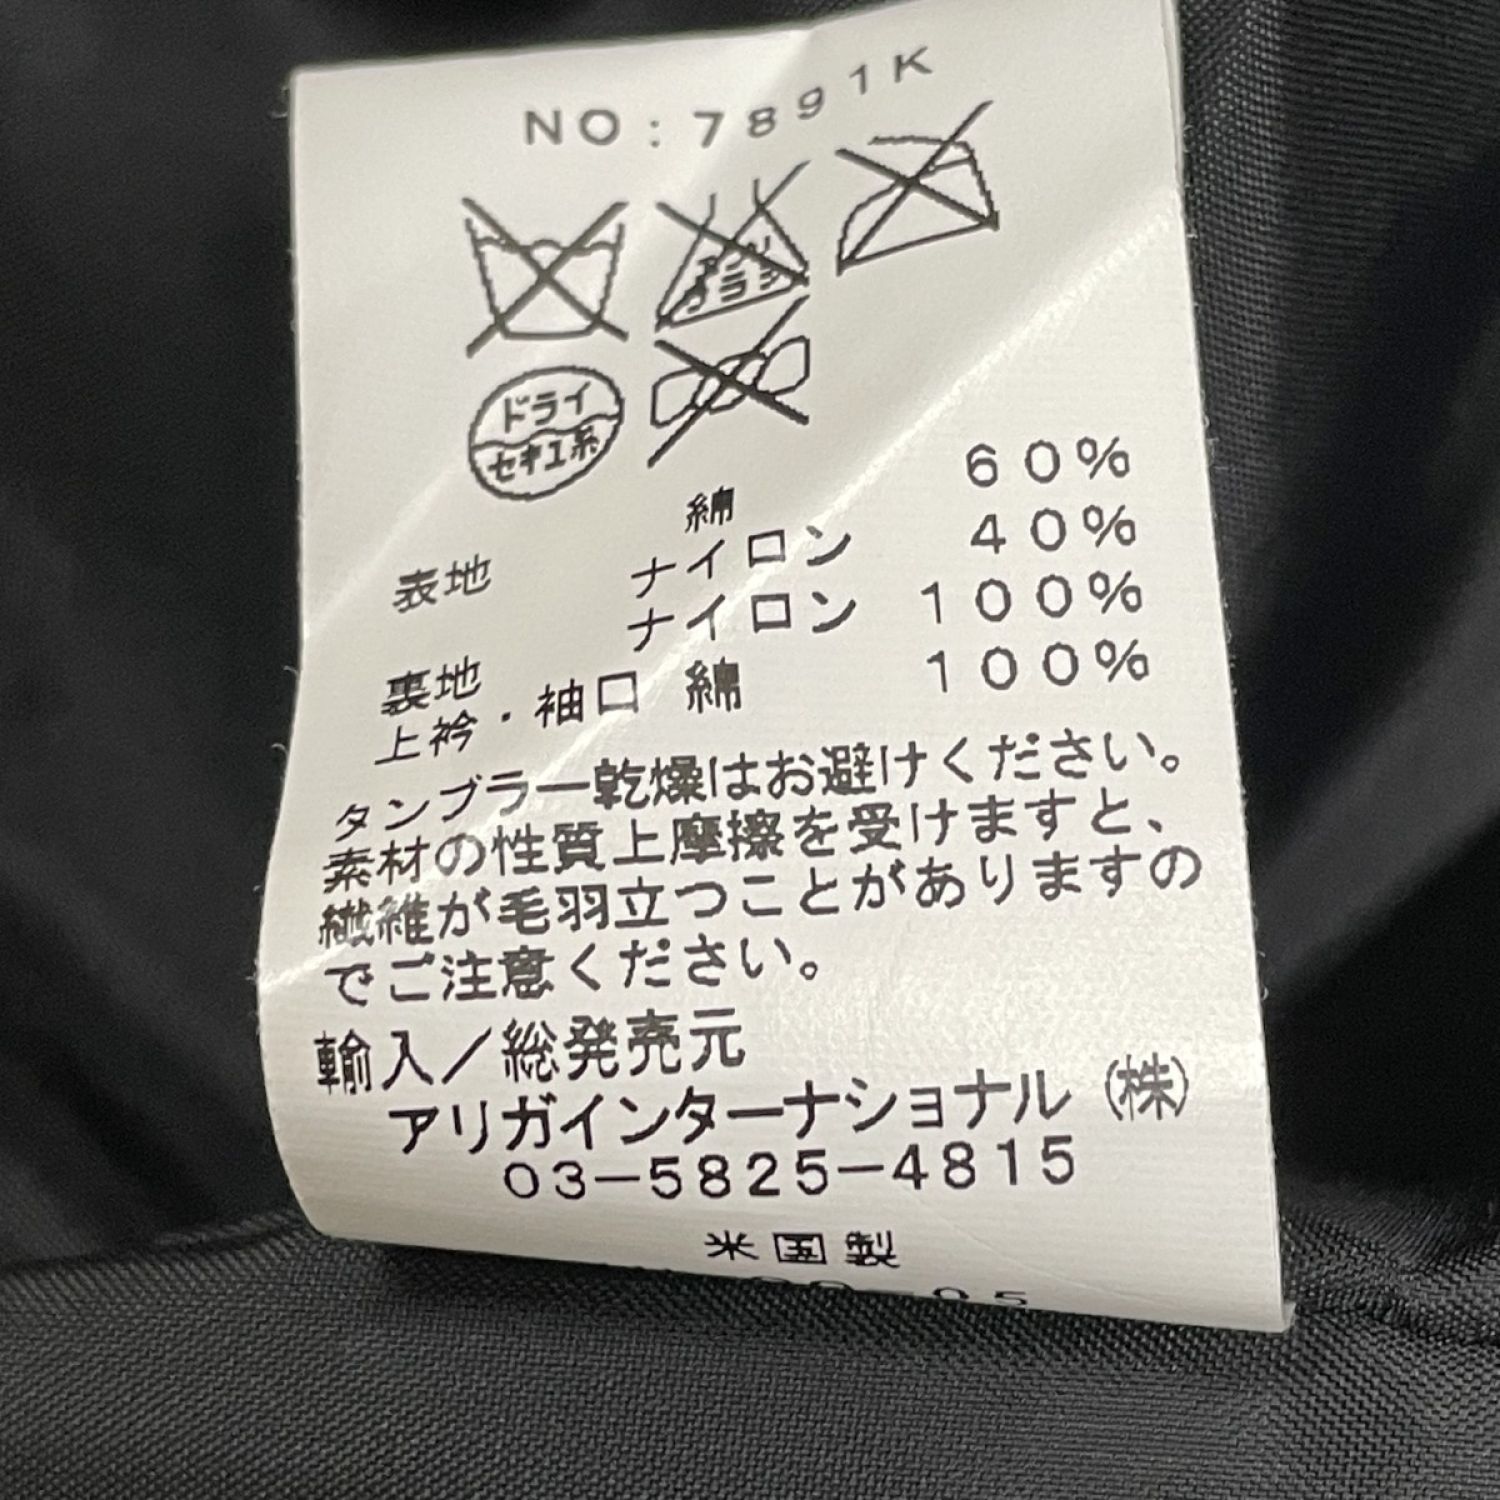 NO:7891K
ドライ
セキユ系
綿 60%
表地 ナイロン 40%
ナイロン 100%
裏地
上衿・袖口 綿 100%
タンブラー乾燥はお避けください。
素材の性質上摩擦を受けますと、
繊維が毛羽立つことがありますの
でご注意ください。
輸入/総発売元
アリガインターナショナル(株)
03-5825-4815
米国製